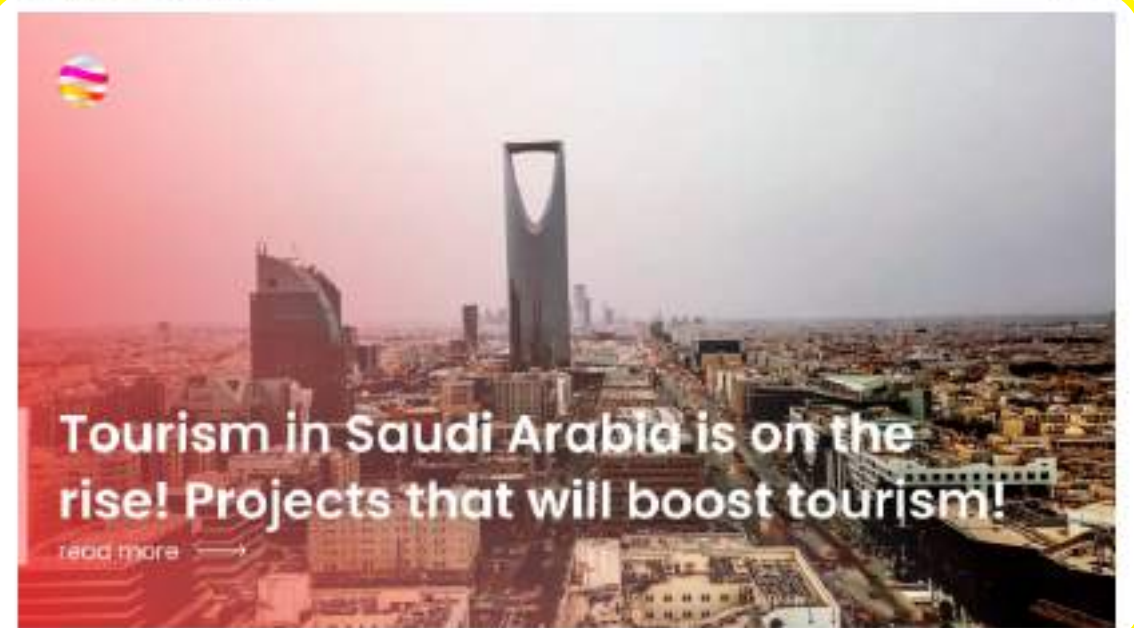 Tourism in Saudi Arabia is on the
rise! Projects that will boost tourism!
read more